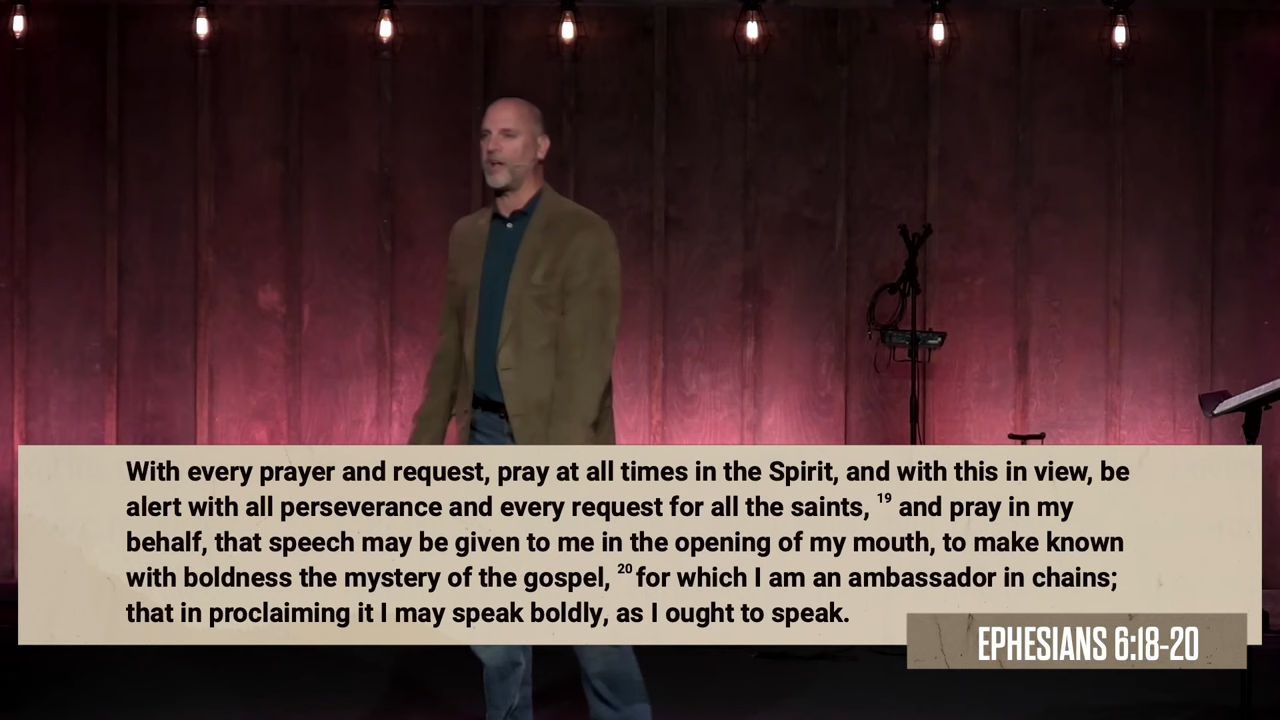 With every prayer and request, pray at all times in the Spirit, and with this in view, be
alert with all perseverance and every request for all the saints, 19 and pray in my
behalf, that speech may be given to me in the opening of my mouth, to make known
with boldness the mystery of the gospel, 20 for which I am an ambassador in chains;
that in proclaiming it I may speak boldly, as I ought to speak.
EPHESIANS 6:18-20